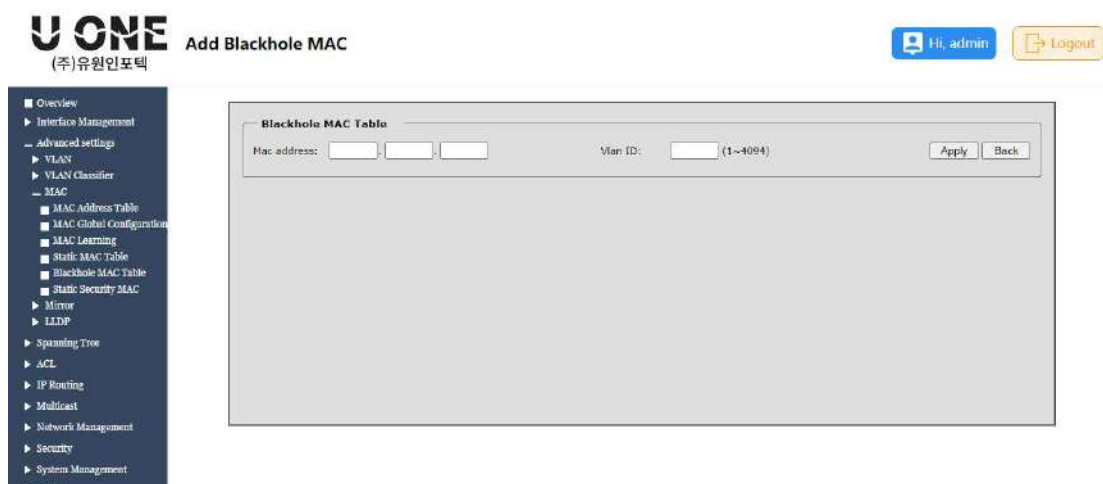 U ONE
(주)유원인포텍
Add Blackhole MAC
Hi, admin
Logout
Overview
Interface Management
Advanced settings
VLAN
VLAN Classifier
MAC
MAC Address Table
MAC Global Configuration
MAC Learning
Static MAC Table
Blackhole MAC Table
Static Security MAC
Mirror
LLDP
Spanning Tree
ACL
IP Routing
Multicast
Network Management
Security
System Management
Blackhole MAC Table
Mac address: . . Vlan ID: (1~4094) Apply Back